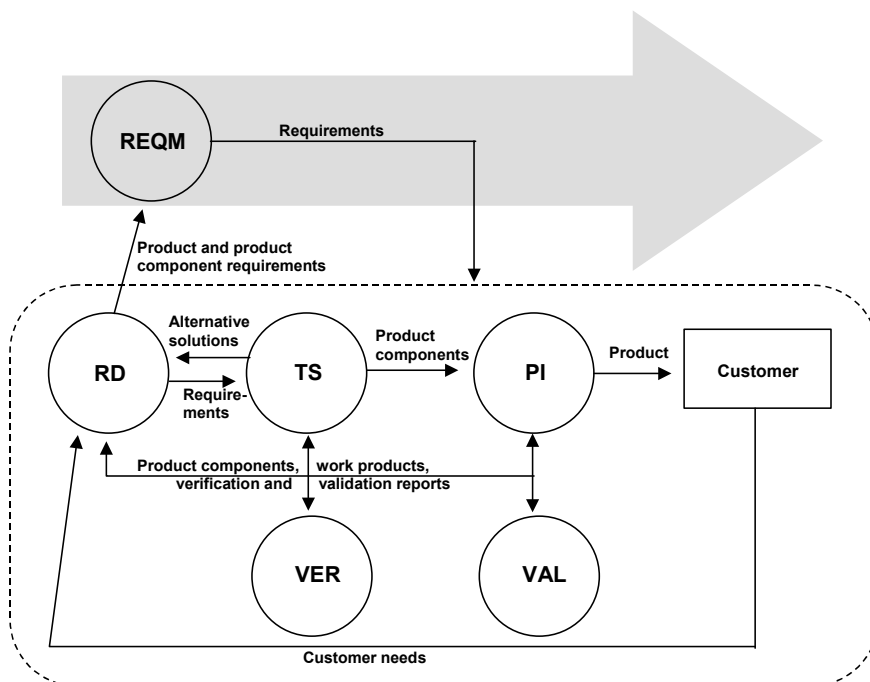 REQM
Requirements
Product and product
component requirements
Alternative
solutions
RD
Require-
ments
TS
Product
components
PI
Product
Customer
Product components, work products,
verification and validation reports
VER
VAL
Customer needs